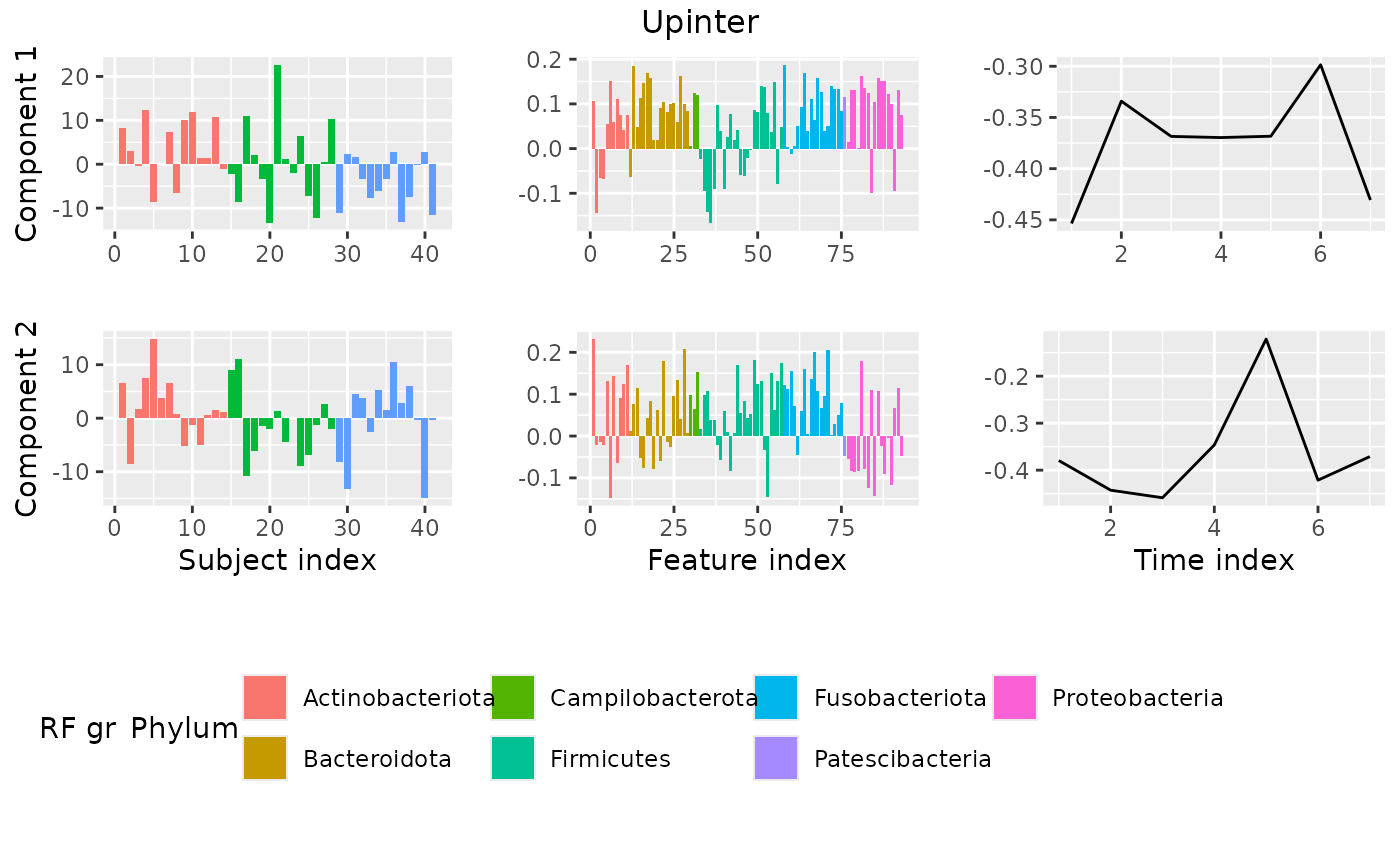 Upinter
Component 1
20
10
0
-10
0 10 20 30 40
0.2
0.1
0.0
-0.1
0 25 50 75
-0.30
-0.35
-0.40
-0.45
2 4 6
Component 2
10
0
-10
0 10 20 30 40
Subject index
0.2
0.1
0.0
-0.1
0 25 50 75
Feature index
-0.2
-0.3
-0.4
2 4 6
Time index
RF gr Phylum
Actinobacteriota Campilobacterota Fusobacteriota Proteobacteria
Bacteroidota Firmicutes Patescibacteria